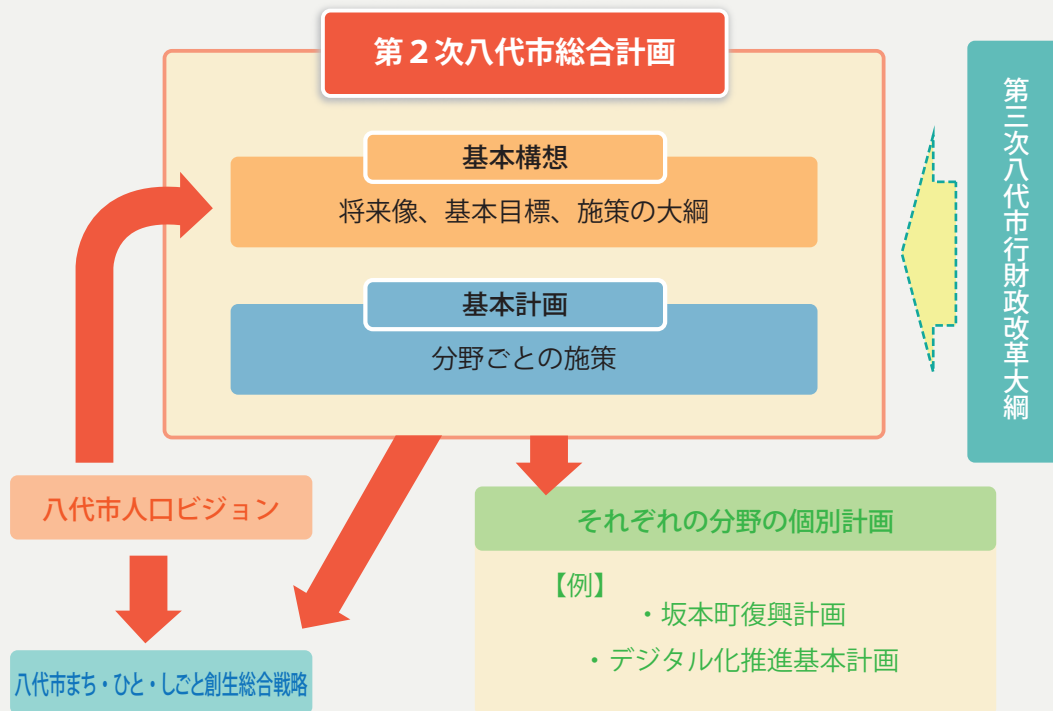 第２次八代市総合計画
基本構想
将来像、基本目標、施策の大綱
基本計画
分野ごとの施策
第三次八代市行財政改革大綱
八代市人口ビジョン
八代市まち・ひと・しごと創生総合戦略
それぞれの分野の個別計画
【例】
・坂本町復興計画
・デジタル化推進基本計画